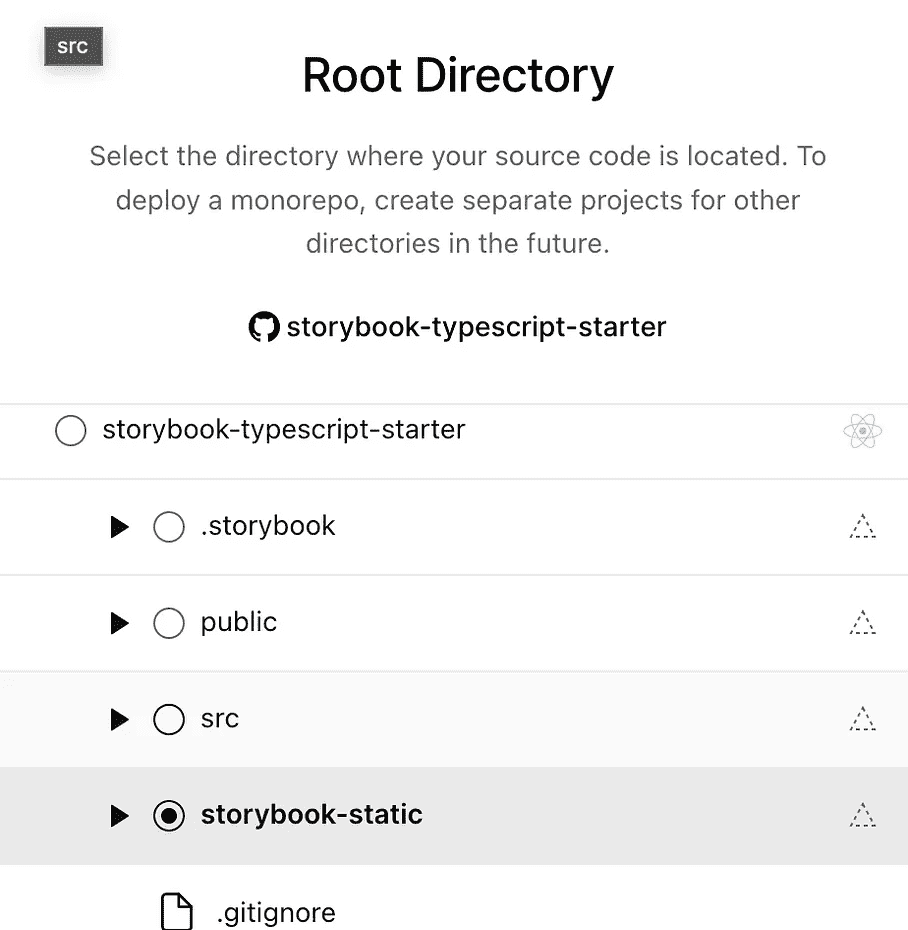 src
Root Directory
Select the directory where your source code is located. To
deploy a monorepo, create separate projects for other
directories in the future.
storybook-typescript-starter
storybook-typescript-starter
.storybook
public
src
storybook-static
.gitignore